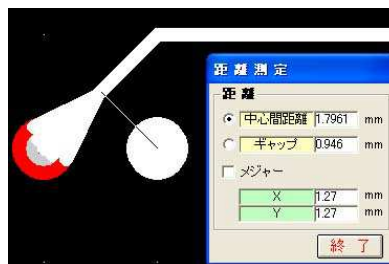 距離測定
距離
中心間距離 1.7961 mm
ギャップ 0.946 mm
メジャー
X 1.27 mm
Y 1.27 mm
終了